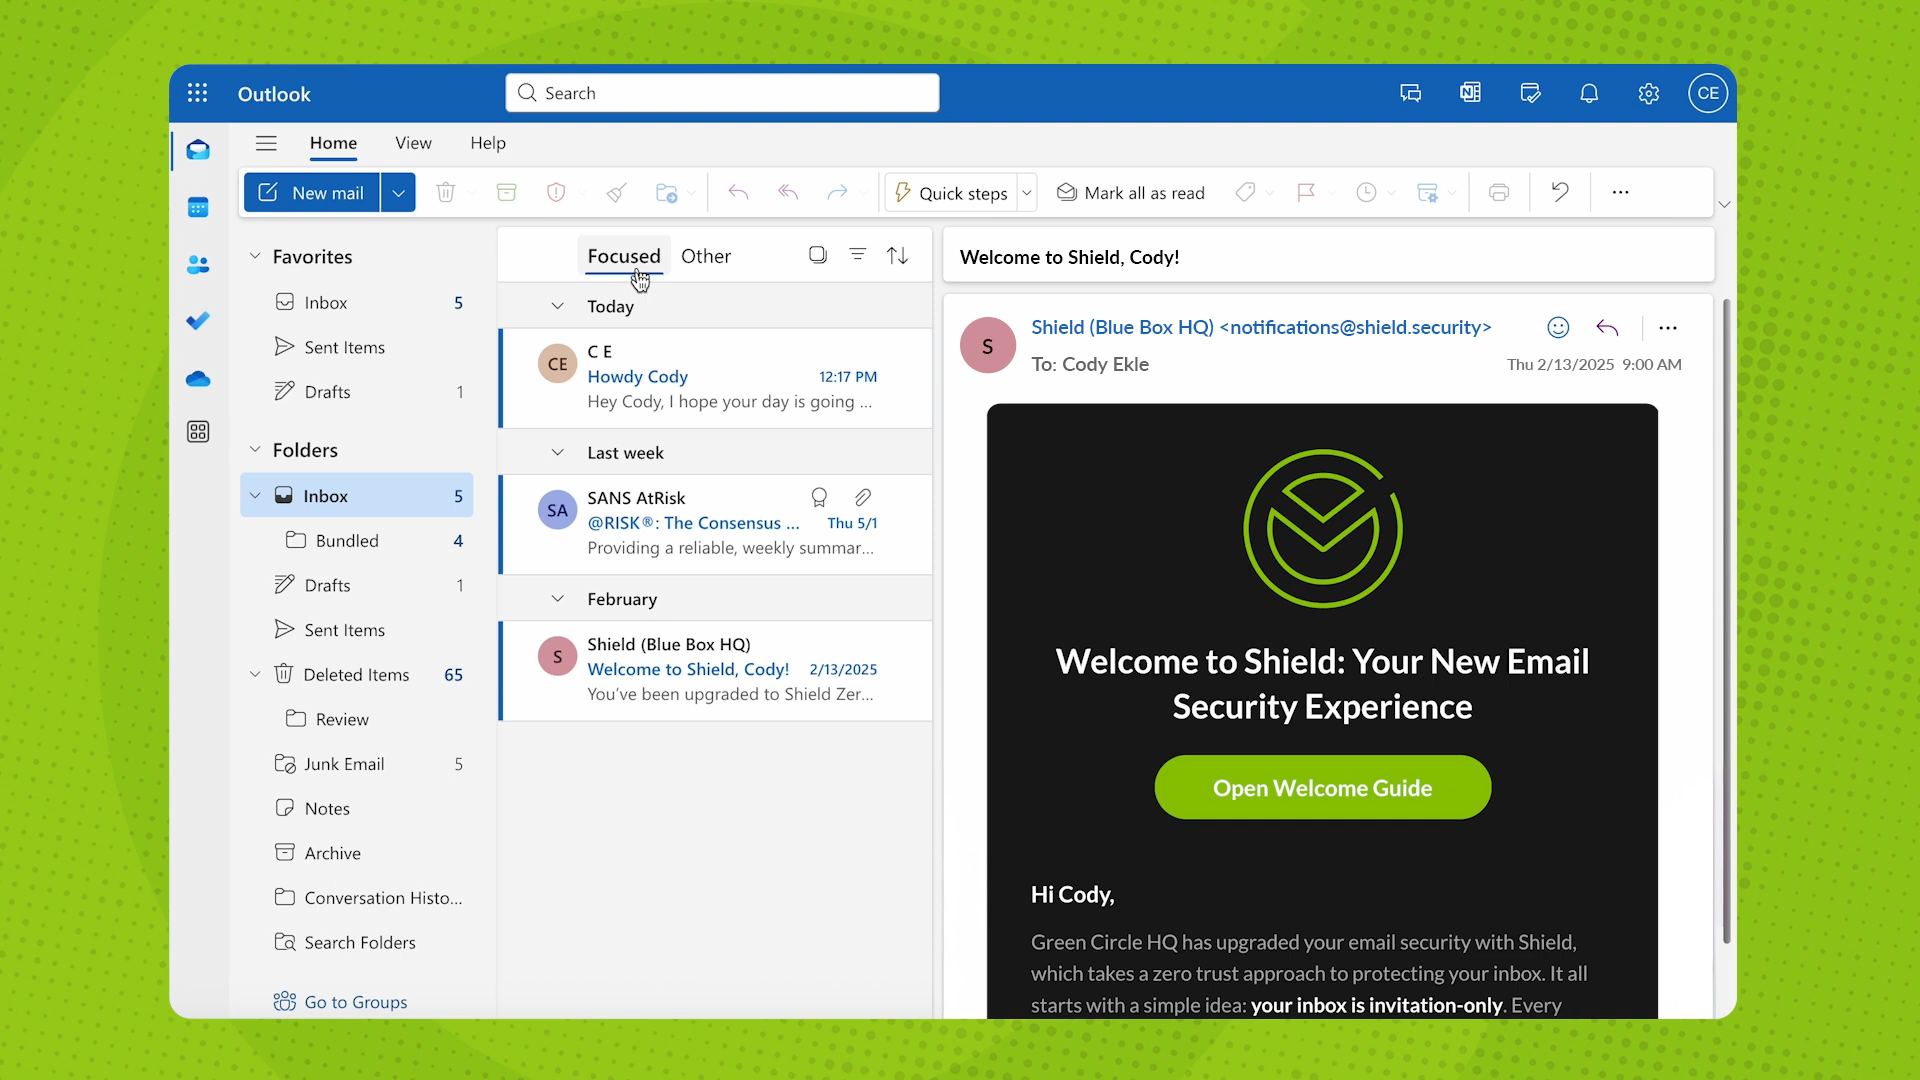 Outlook
Search
CE
Home View Help
New mail
Quick steps
Mark all as read
Favorites
Inbox 5
Sent Items
Drafts 1
Folders
Inbox 5
Bundled 4
Drafts 1
Sent Items
Deleted Items 65
Review
Junk Email 5
Notes
Archive
Conversation Histo...
Search Folders
Go to Groups
Focused Other
Today
CE
C E
Howdy Cody 12:17 PM
Hey Cody, I hope your day is going ...
Last week
SA
SANS AtRisk
@RISK®: The Consensus ... Thu 5/1
Providing a reliable, weekly summar...
February
S
Shield (Blue Box HQ)
Welcome to Shield, Cody! 2/13/2025
You've been upgraded to Shield Zer...
Welcome to Shield, Cody!
S
Shield (Blue Box HQ) <notifications@shield.security>
To: Cody Ekle
Thu 2/13/2025 9:00 AM
Welcome to Shield: Your New Email
Security Experience
Open Welcome Guide
Hi Cody,
Green Circle HQ has upgraded your email security with Shield,
which takes a zero trust approach to protecting your inbox. It all
starts with a simple idea: your inbox is invitation-only. Every